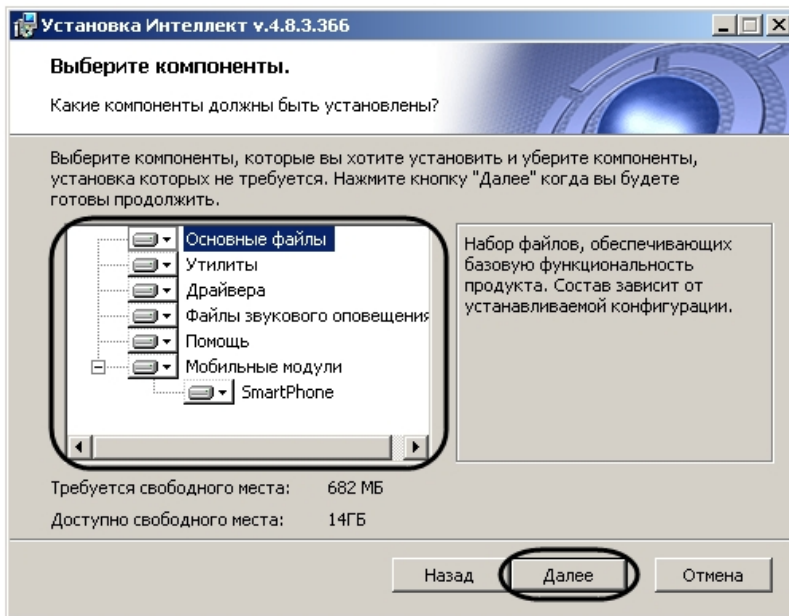 Установка Интеллект v.4.8.3.366
Выберите компоненты.
Какие компоненты должны быть установлены?
Выберите компоненты, которые вы хотите установить и уберите компоненты,
установка которых не требуется. Нажмите кнопку "Далее" когда вы будете
готовы продолжить.
Основные файлы
Утилиты
Драйвера
Файлы звукового оповещения
Помощь
Мобильные модули
SmartPhone
Набор файлов, обеспечивающих
базовую функциональность
продукта. Состав зависит от
устанавливаемой конфигурации.
Требуется свободного места: 682 МБ
Доступно свободного места: 14ГБ
Назад Далее Отмена